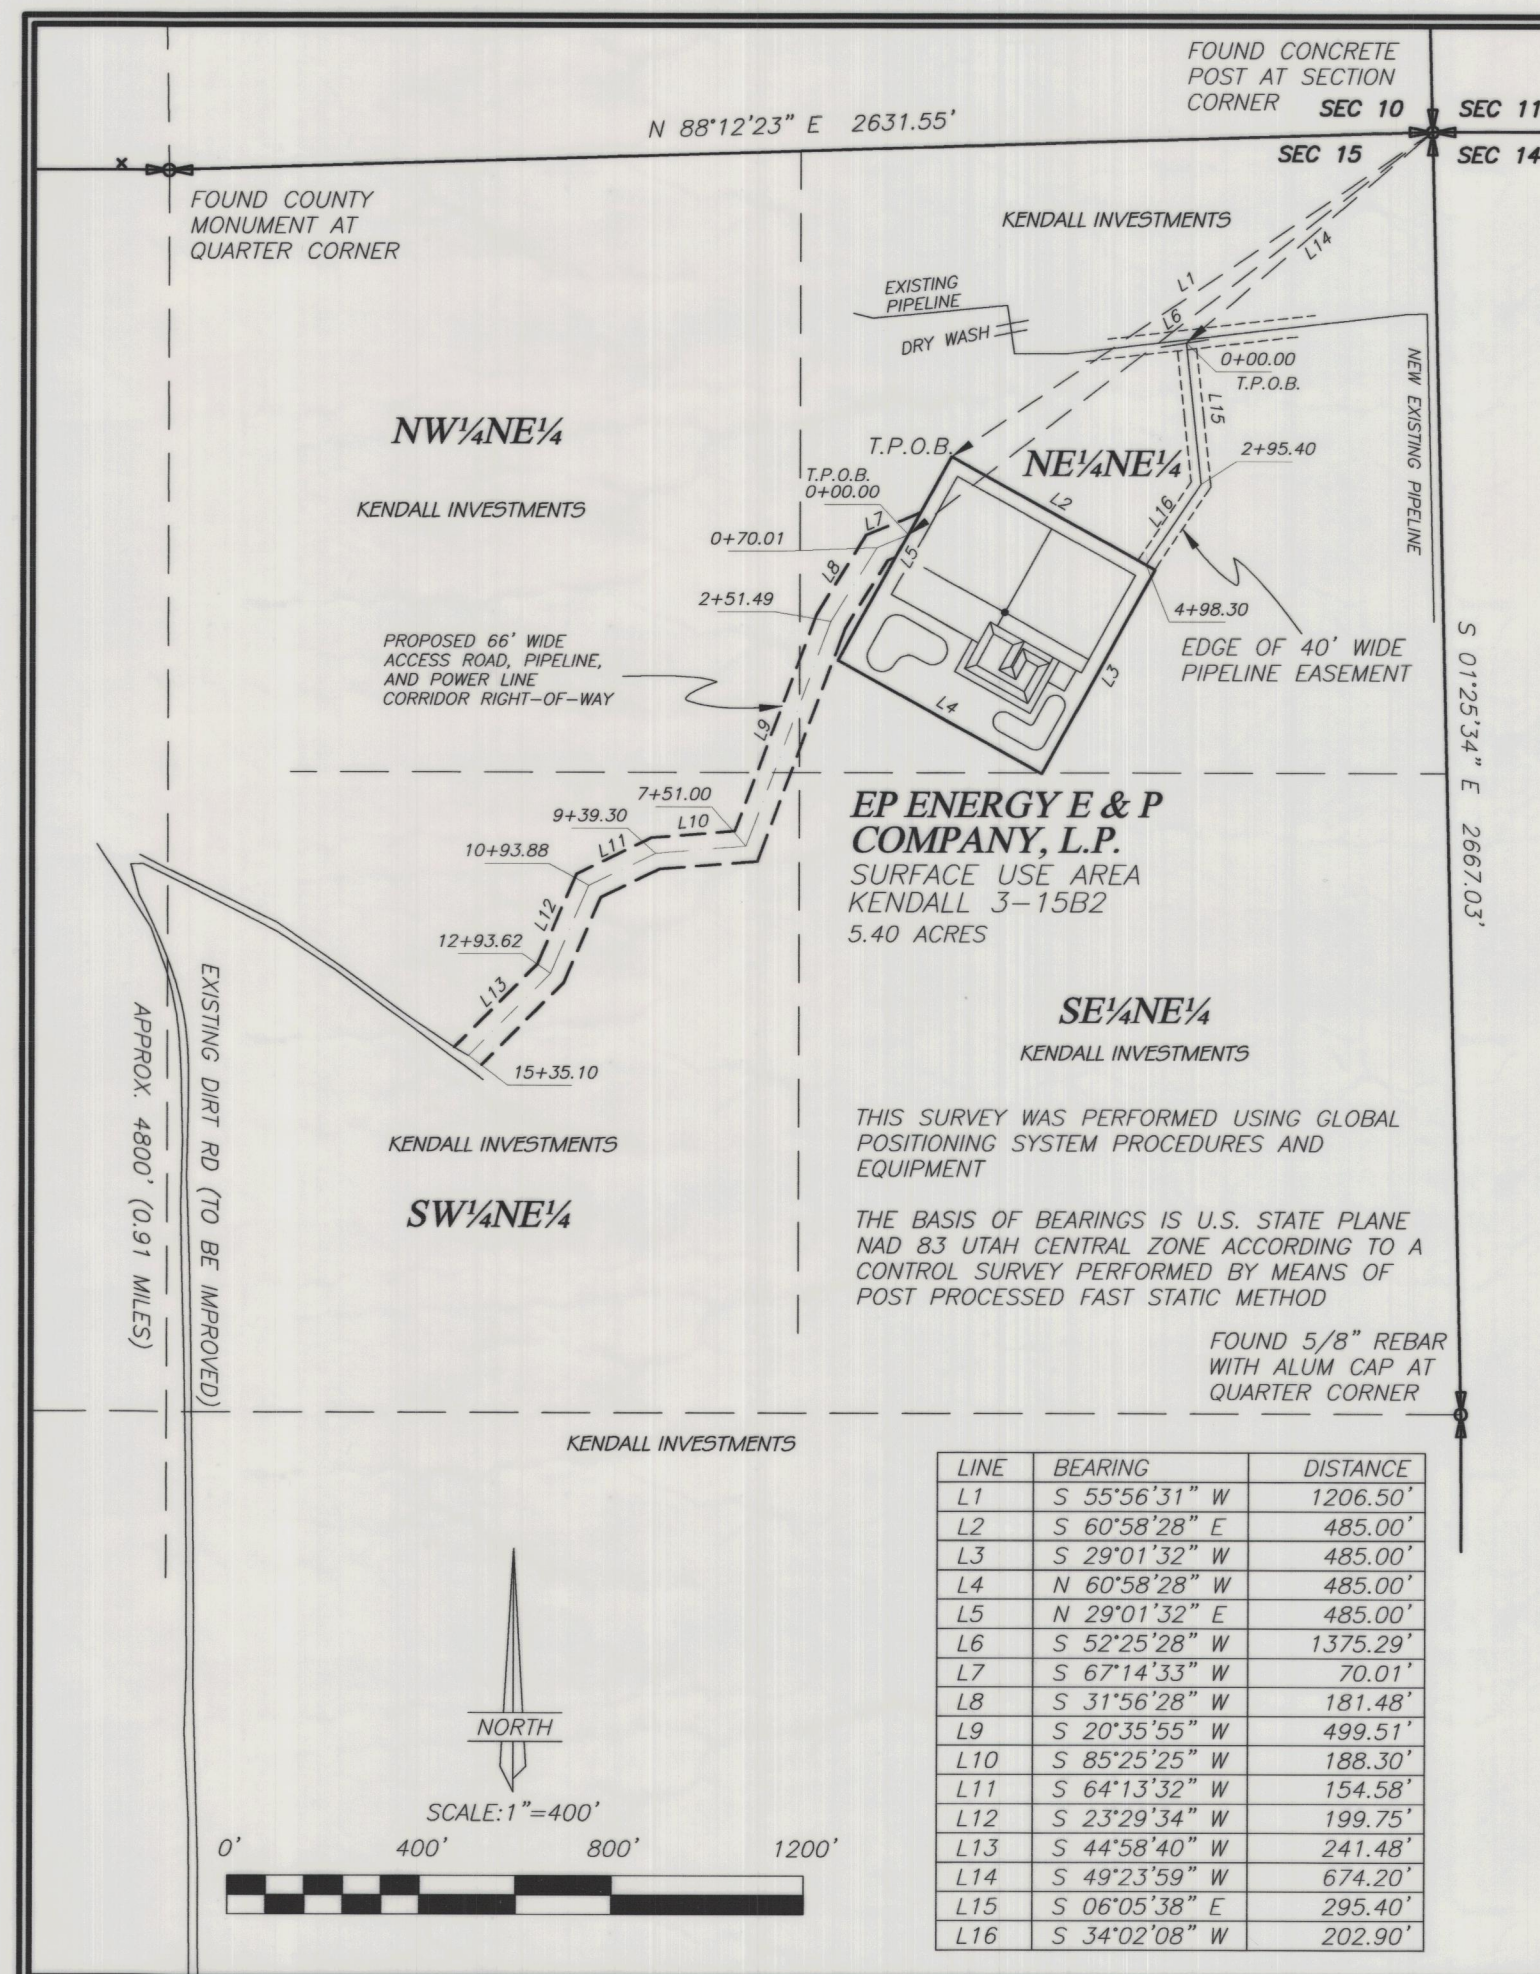 FOUND CONCRETE
POST AT SECTION
CORNER
SEC 10
SEC 11
SEC 15
SEC 14
N 88°12'23" E 2631.55'
x
FOUND COUNTY
MONUMENT AT
QUARTER CORNER
KENDALL INVESTMENTS
L1
L14
L6
EXISTING
PIPELINE
DRY WASH
0+00.00
T.P.O.B.
L15
NEW EXISTING PIPELINE
NW¼NE¼
KENDALL INVESTMENTS
T.P.O.B.
NE¼NE¼
2+95.40
T.P.O.B.
0+00.00
L2
L16
L7
0+70.01
L5
L8
2+51.49
4+98.30
EDGE OF 40' WIDE
PIPELINE EASEMENT
PROPOSED 66' WIDE
ACCESS ROAD, PIPELINE,
AND POWER LINE
CORRIDOR RIGHT-OF-WAY
L3
L4
L9
S 01°25'34" E 2667.03'
7+51.00
L10
9+39.30
L11
10+93.88
L12
12+93.62
L13
15+35.10
EP ENERGY E & P
COMPANY, L.P.
SURFACE USE AREA
KENDALL 3-15B2
5.40 ACRES
EXISTING DIRT RD (TO BE IMPROVED)
APPROX. 4800' (0.91 MILES)
SE¼NE¼
KENDALL INVESTMENTS
KENDALL INVESTMENTS
SW¼NE¼
THIS SURVEY WAS PERFORMED USING GLOBAL
POSITIONING SYSTEM PROCEDURES AND
EQUIPMENT
THE BASIS OF BEARINGS IS U.S. STATE PLANE
NAD 83 UTAH CENTRAL ZONE ACCORDING TO A
CONTROL SURVEY PERFORMED BY MEANS OF
POST PROCESSED FAST STATIC METHOD
FOUND 5/8" REBAR
WITH ALUM CAP AT
QUARTER CORNER
KENDALL INVESTMENTS
LINE BEARING DISTANCE
L1 S 55°56'31" W 1206.50'
L2 S 60°58'28" E 485.00'
L3 S 29°01'32" W 485.00'
L4 N 60°58'28" W 485.00'
L5 N 29°01'32" E 485.00'
L6 S 52°25'28" W 1375.29'
L7 S 67°14'33" W 70.01'
L8 S 31°56'28" W 181.48'
L9 S 20°35'55" W 499.51'
L10 S 85°25'25" W 188.30'
L11 S 64°13'32" W 154.58'
L12 S 23°29'34" W 199.75'
L13 S 44°58'40" W 241.48'
L14 S 49°23'59" W 674.20'
L15 S 06°05'38" E 295.40'
L16 S 34°02'08" W 202.90'
NORTH
SCALE: 1"=400'
0' 400' 800' 1200'